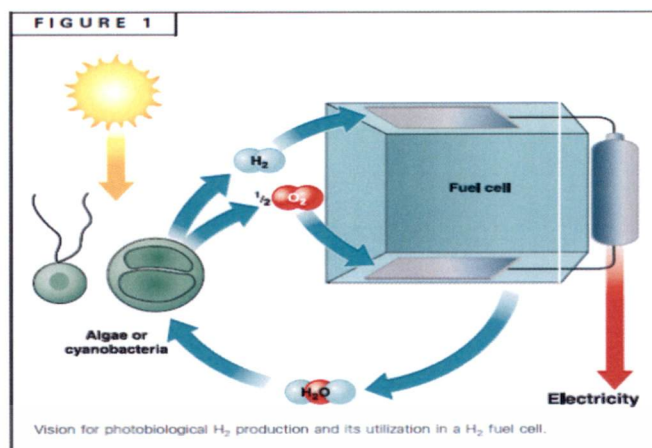 FIGURE 1
H₂
½ O₂
Fuel cell
Algae or
cyanobacteria
H₂O
Electricity
Vision for photobiological H₂ production and its utilization in a H₂ fuel cell.